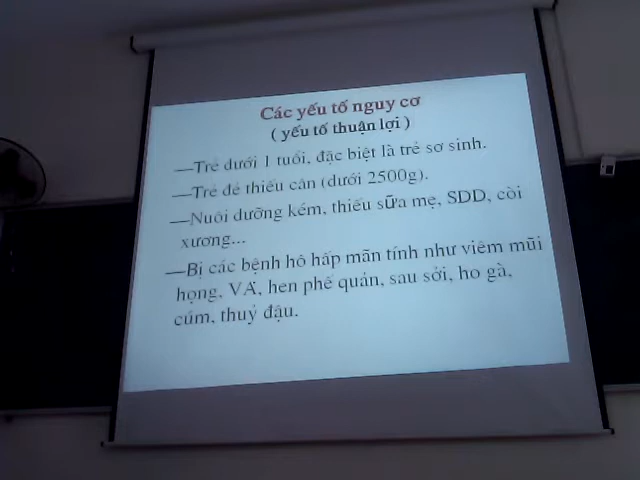 Các yếu tố nguy cơ
( yếu tố thuận lợi )
—Trẻ dưới 1 tuổi, đặc biệt là trẻ sơ sinh.
—Trẻ đẻ thiếu cân (dưới 2500g).
—Nuôi dưỡng kém, thiếu sữa mẹ, SDD, còi
xương...
—Bị các bệnh hô hấp mãn tính như viêm mũi
họng, VA, hen phế quản, sau sởi, ho gà,
cúm, thuỷ đậu.